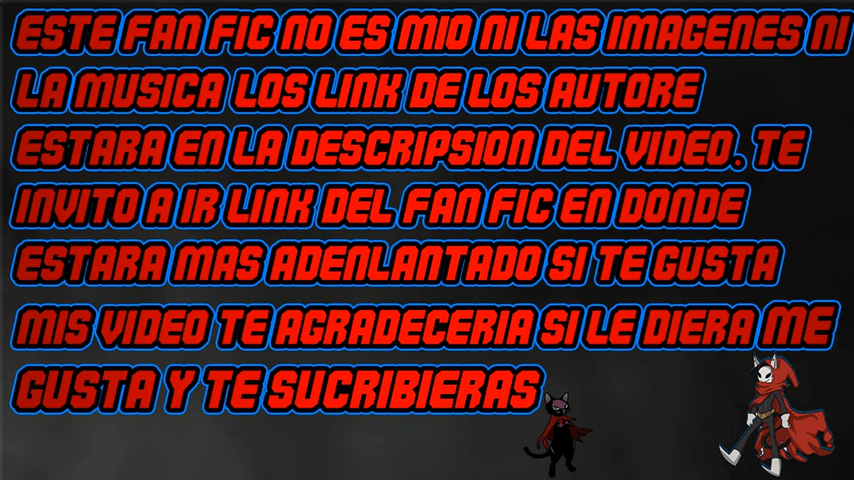 ESTE FAN FIC NO ES MIO NI LAS IMAGENES NI
LA MUSICA LOS LINK DE LOS AUTORE
ESTARA EN LA DESCRIPSION DEL VIDEO. TE
INVITO A IR LINK DEL FAN FIC EN DONDE
ESTARA MAS ADENLANTADO SI TE GUSTA
MIS VIDEO TE AGRADECERIA SI LE DIERA ME
GUSTA Y TE SUCRIBIERAS